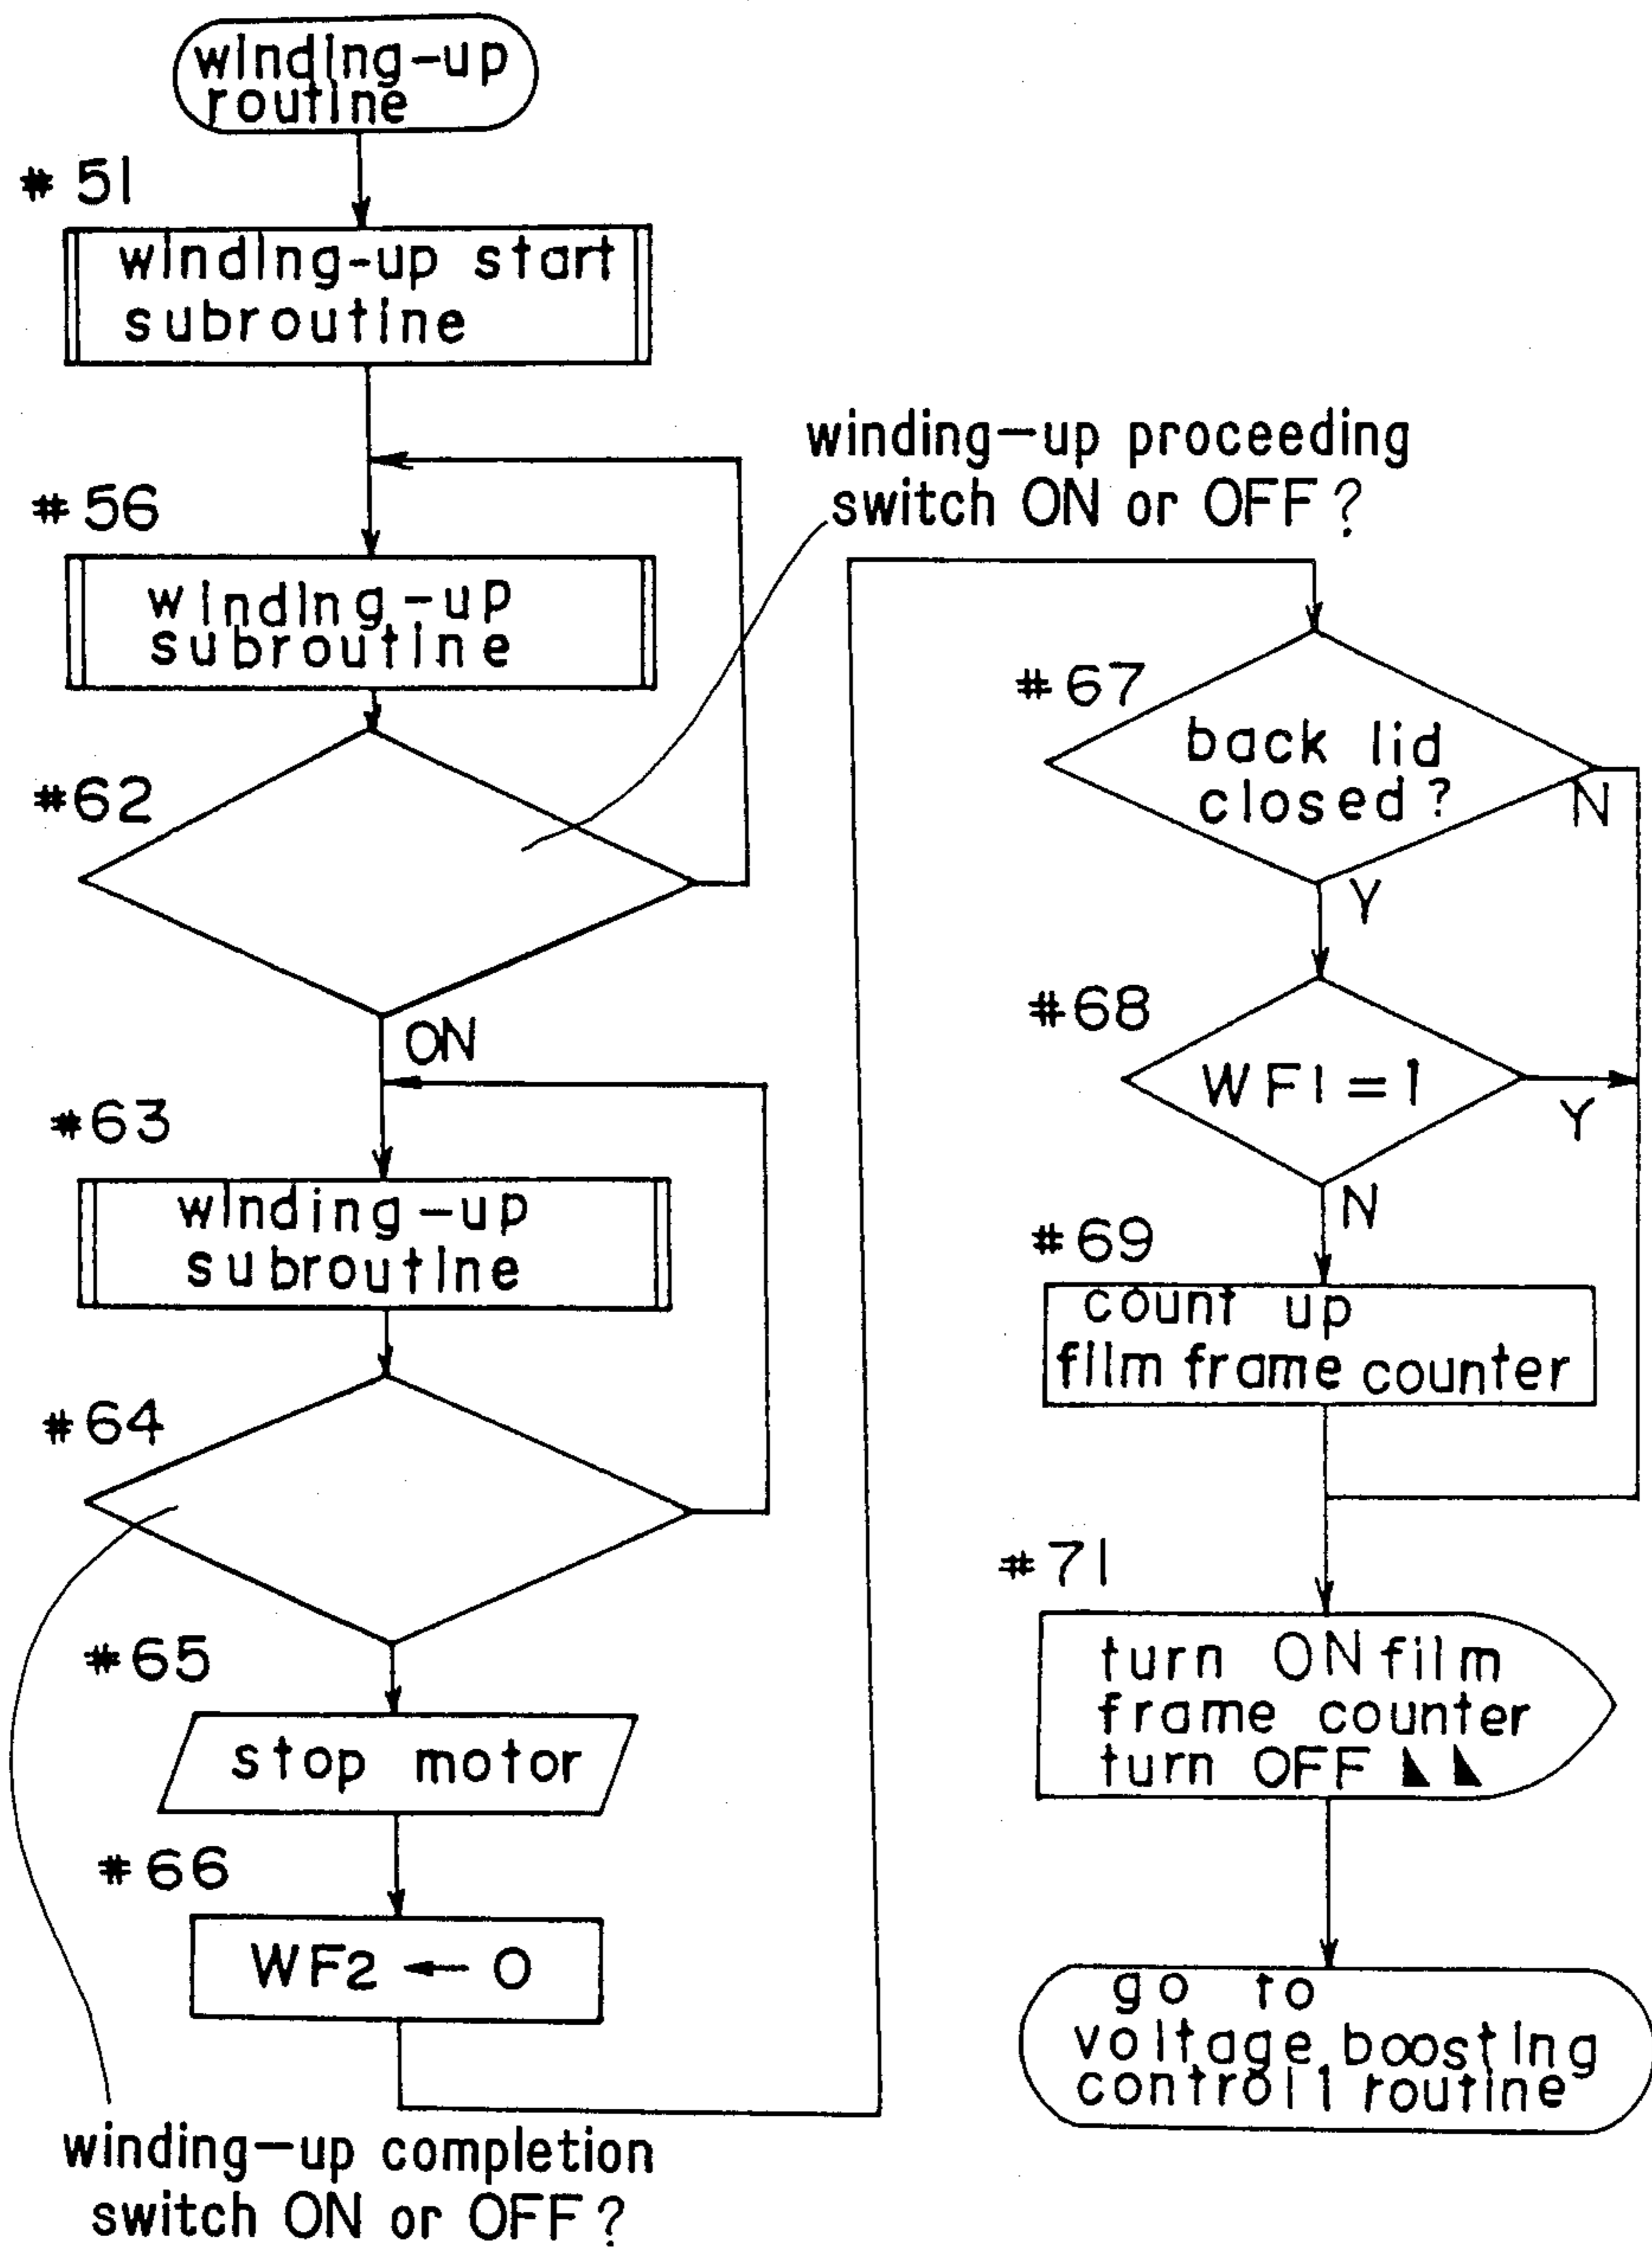 winding-up
routine
#51
winding-up start
subroutine
winding-up proceeding
switch ON or OFF?
#56
winding-up
subroutine
#62
ON
#63
winding-up
subroutine
#64
#65
stop motor
#66
WF2 ← 0
winding-up completion
switch ON or OFF?
#67
back lid
closed?
N
Y
#68
WF1=1
Y
N
#69
count up
film frame counter
#71
turn ON film
frame counter
turn OFF ◣ ◣
go to
voltage boosting
control 1 routine